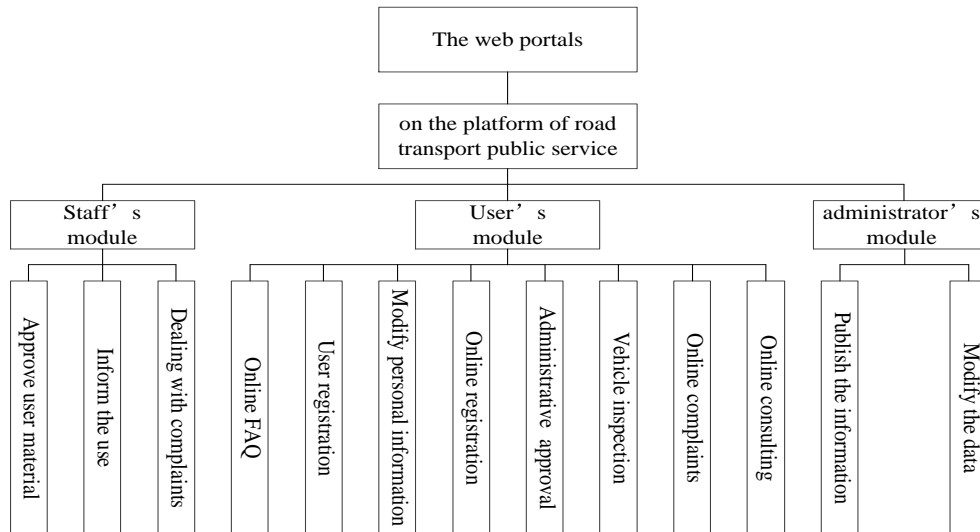 The web portals
on the platform of road
transport public service
Staff’s
module
User’s
module
administrator’s
module
Approve user material
Inform the use
Dealing with complaints
Online FAQ
User registration
Modify personal information
Online registration
Administrative approval
Vehicle inspection
Online complaints
Online consulting
Publish the information
Modify the data